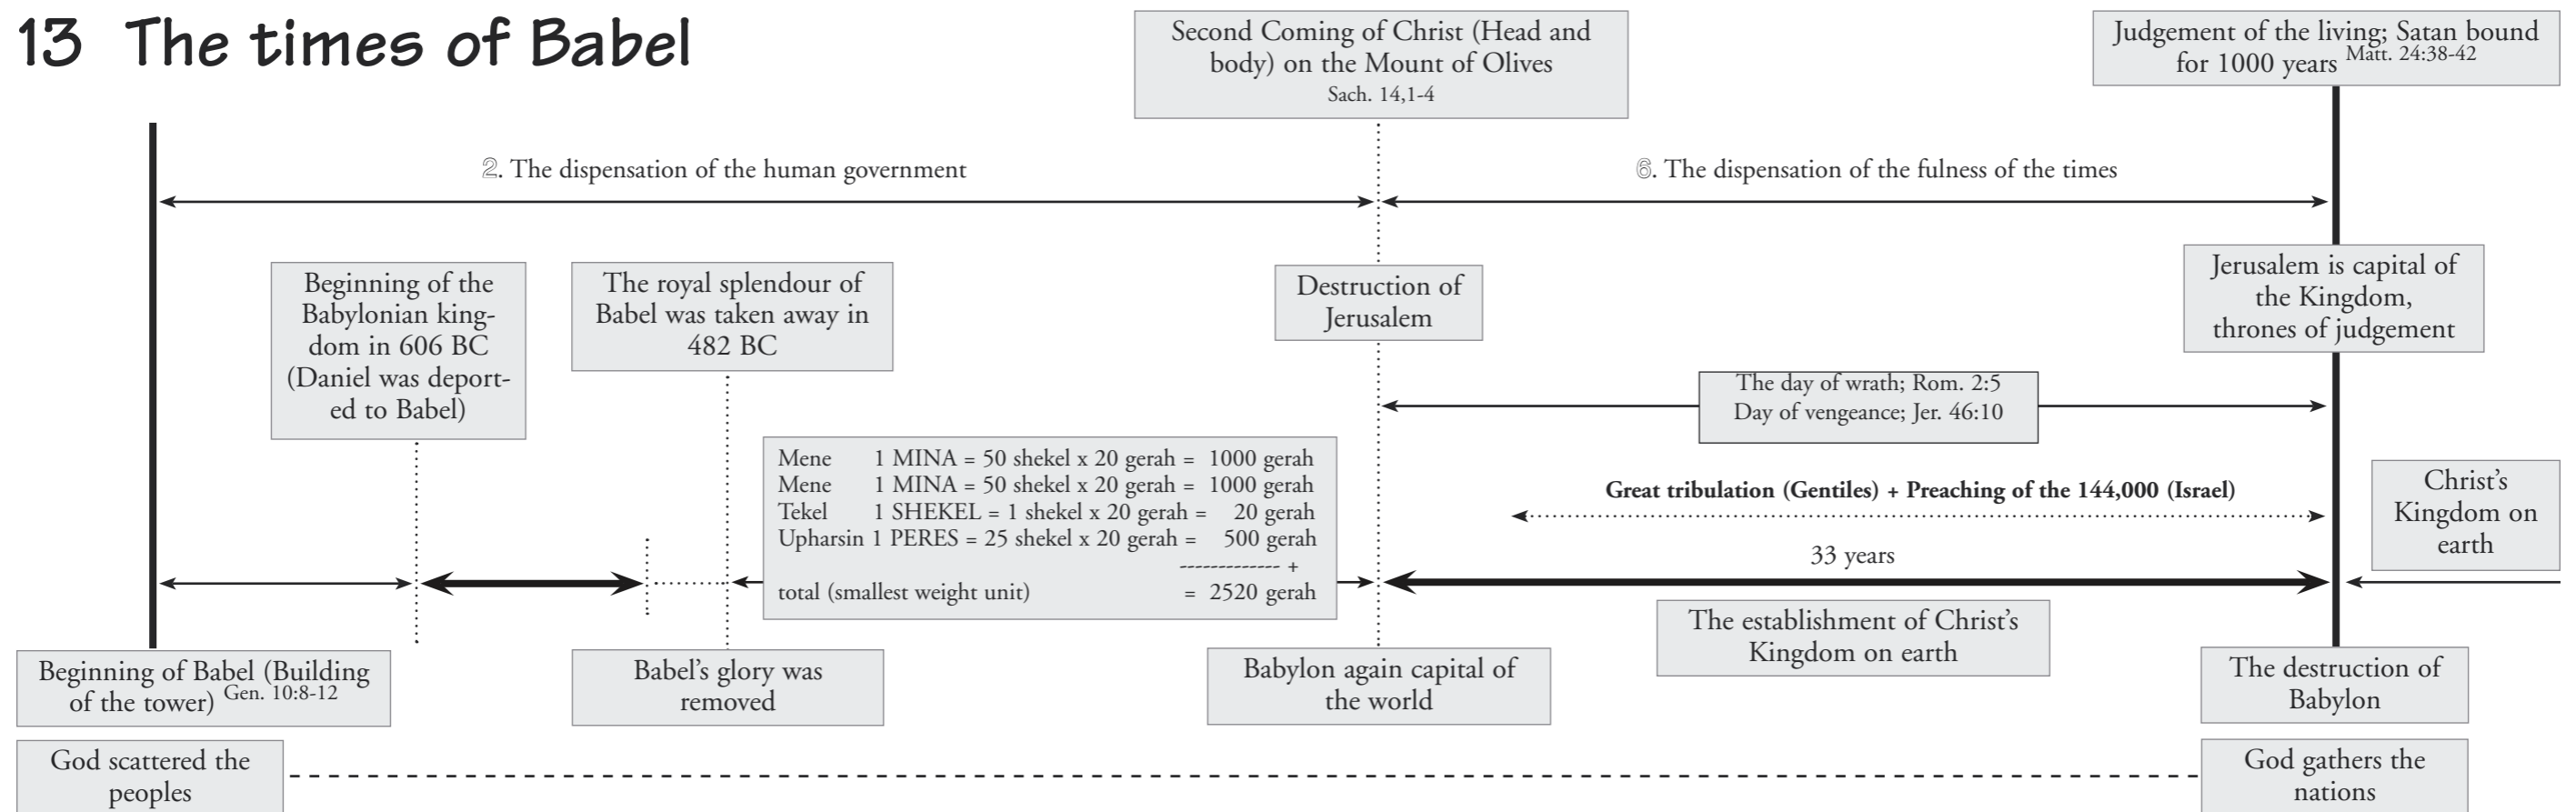 13 The times of Babel
Second Coming of Christ (Head and
body) on the Mount of Olives
Sach. 14,1-4
Judgement of the living; Satan bound
for 1000 years Matt. 24:38-42
2. The dispensation of the human government
6. The dispensation of the fulness of the times
Beginning of the
Babylonian king-
dom in 606 BC
(Daniel was deport-
ed to Babel)
The royal splendour of
Babel was taken away in
482 BC
Destruction of
Jerusalem
Jerusalem is capital of
the Kingdom,
thrones of judgement
The day of wrath; Rom. 2:5
Day of vengeance; Jer. 46:10
Mene 1 MINA = 50 shekel x 20 gerah = 1000 gerah
Mene 1 MINA = 50 shekel x 20 gerah = 1000 gerah
Tekel 1 SHEKEL = 1 shekel x 20 gerah = 20 gerah
Upharsin 1 PERES = 25 shekel x 20 gerah = 500 gerah
------------- +
total (smallest weight unit) = 2520 gerah
Great tribulation (Gentiles) + Preaching of the 144,000 (Israel)
33 years
Christ's
Kingdom on
earth
The establishment of Christ's
Kingdom on earth
Beginning of Babel (Building
of the tower) Gen. 10:8-12
Babel's glory was
removed
Babylon again capital of
the world
The destruction of
Babylon
God scattered the
peoples
God gathers the
nations